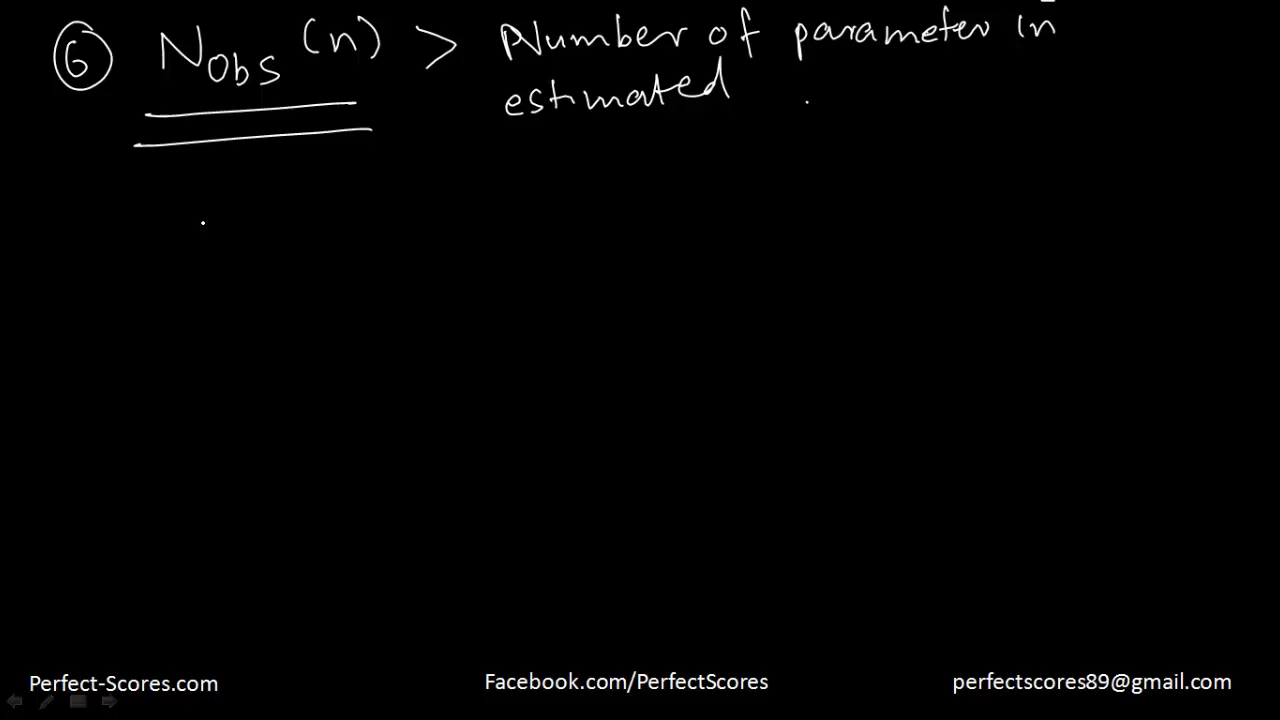 6 NObs (n) > Number of parameter in
estimated
Perfect-Scores.com Facebook.com/PerfectScores perfectscores89@gmail.com